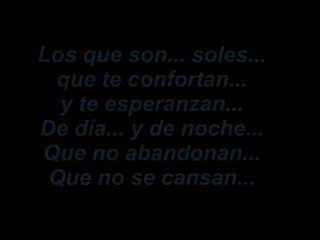 Los que son... soles...
que te confortan...
y te esperanzan...
De día... y de noche...
Que no abandonan...
Que no se cansan...